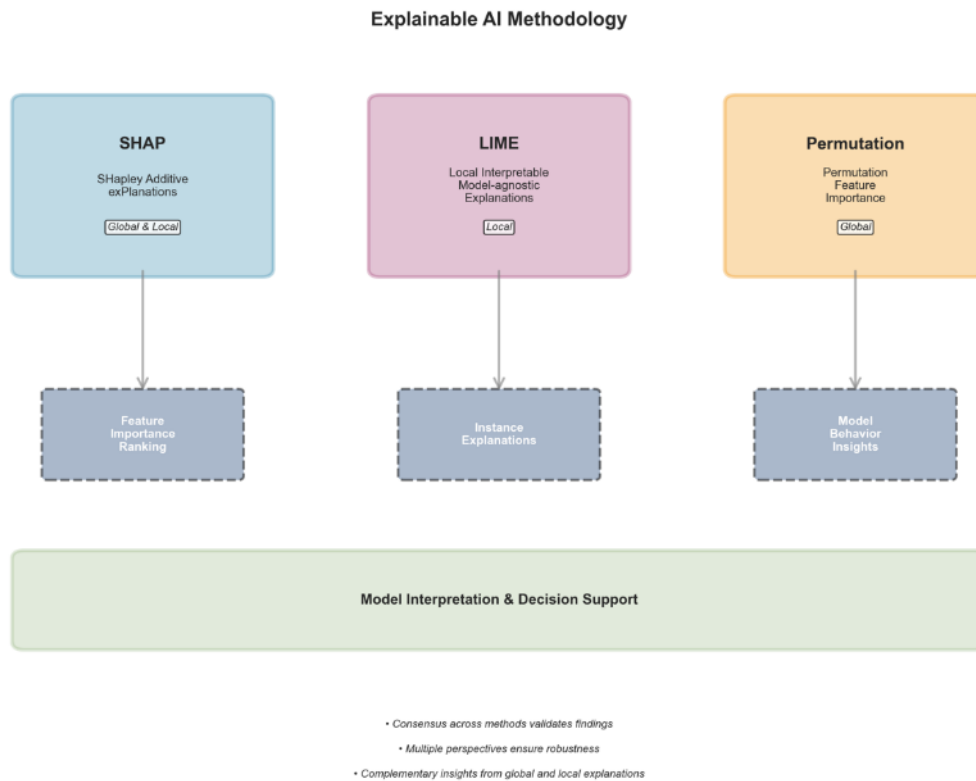 Explainable AI Methodology
SHAP
SHapley Additive
exPlanations
Global & Local
LIME
Local Interpretable
Model-agnostic
Explanations
Local
Permutation
Permutation
Feature
Importance
Global
Feature
Importance
Ranking
Instance
Explanations
Model
Behavior
Insights
Model Interpretation & Decision Support
• Consensus across methods validates findings
• Multiple perspectives ensure robustness
• Complementary insights from global and local explanations